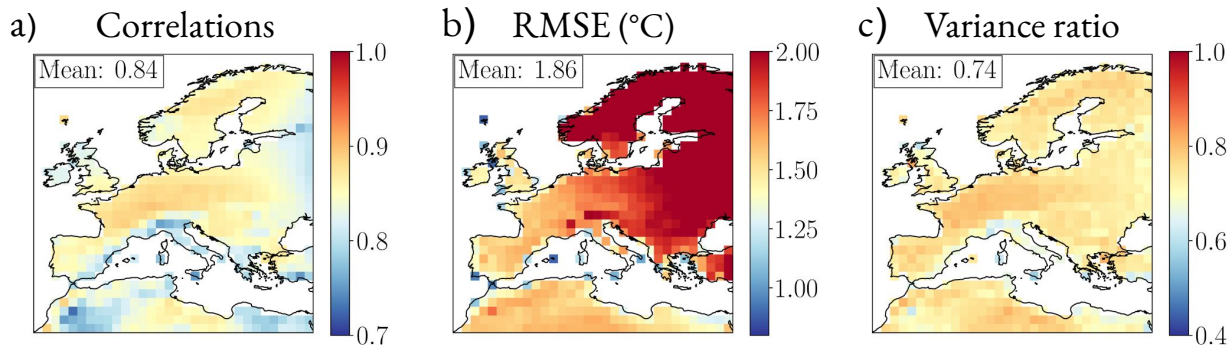 a) Correlations
Mean: 0.84
1.0
0.9
0.8
0.7
b) RMSE (°C)
Mean: 1.86
2.00
1.75
1.50
1.25
1.00
c) Variance ratio
Mean: 0.74
1.0
0.8
0.6
0.4